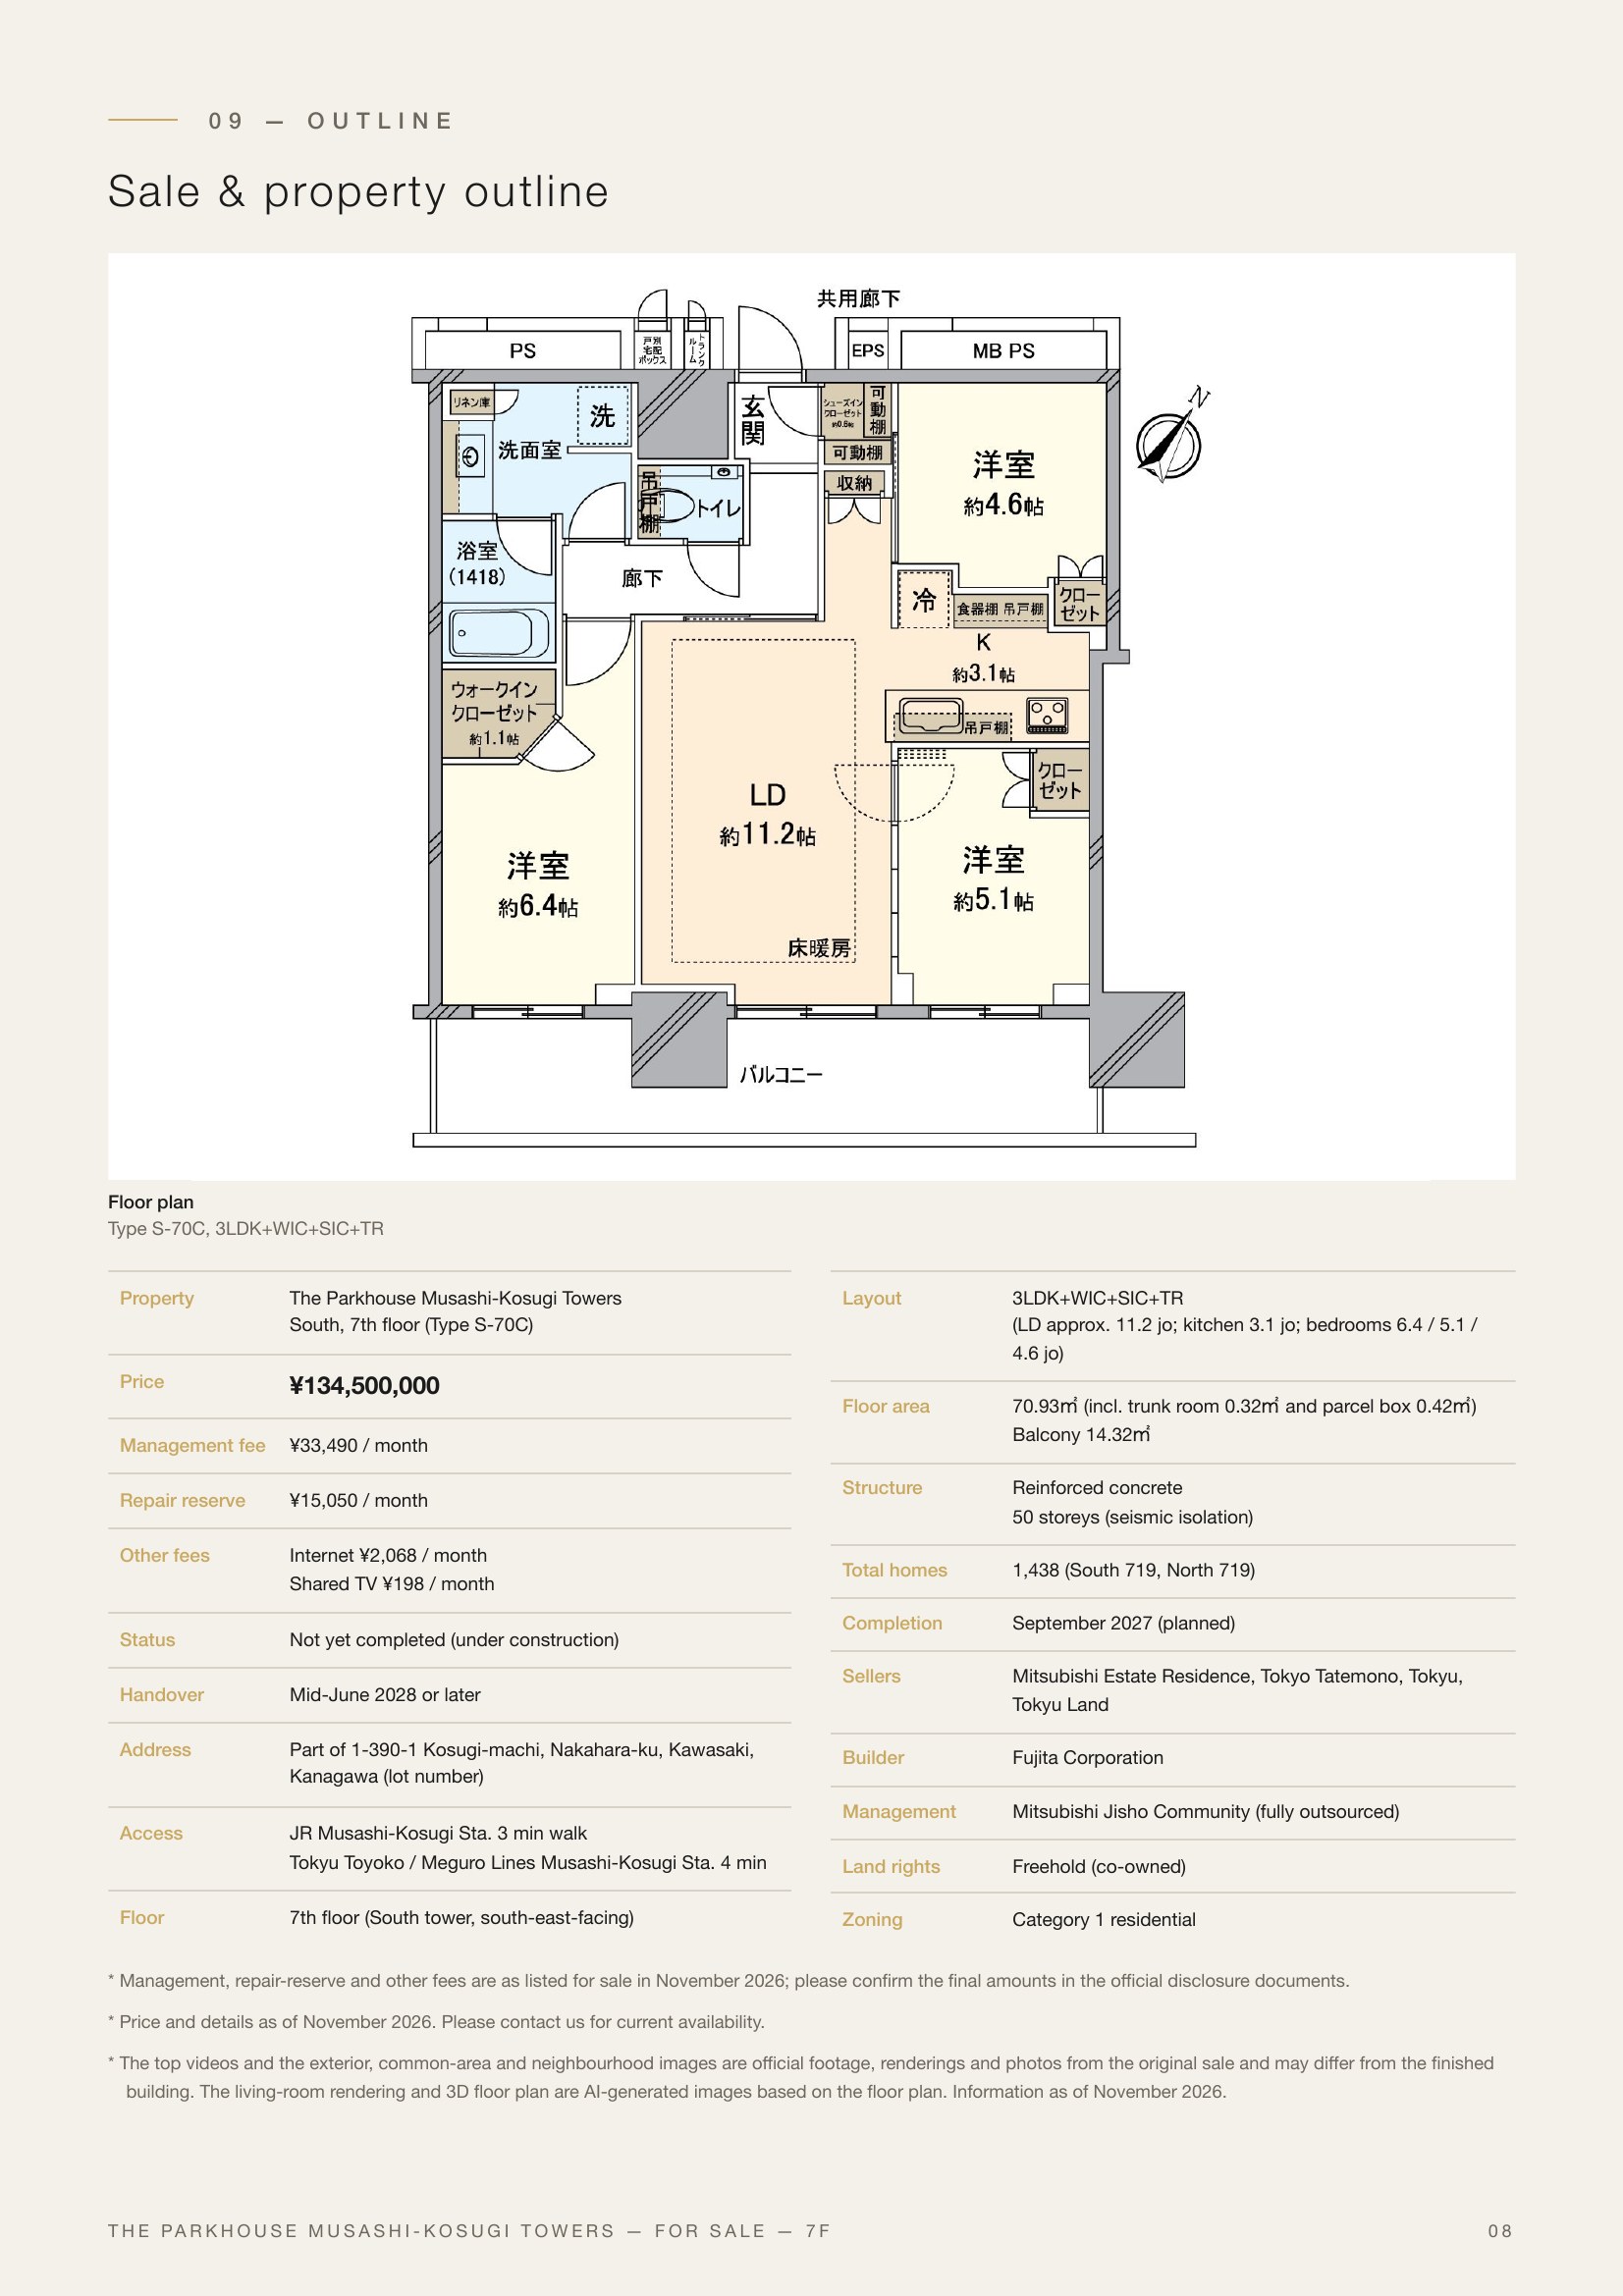 09 — OUTLINE
Sale & property outline
共用廊下
PS
戸別
宅配
ボックス
トランク
ルーム
EPS
MB PS
N
リネン庫
洗
洗面室
玄関
シューズイン
クローゼット
約0.6帖
可動棚
可動棚
収納
洋室
約4.6帖
吊戸棚
トイレ
浴室
(1418)
廊下
冷
食器棚 吊戸棚
クロー
ゼット
K
約3.1帖
吊戸棚
ウォークイン
クローゼット
約1.1帖
クロー
ゼット
LD
約11.2帖
洋室
約6.4帖
洋室
約5.1帖
床暖房
バルコニー
Floor plan
Type S-70C, 3LDK+WIC+SIC+TR
Property
The Parkhouse Musashi-Kosugi Towers
South, 7th floor (Type S-70C)
Price
¥134,500,000
Management fee
¥33,490 / month
Repair reserve
¥15,050 / month
Other fees
Internet ¥2,068 / month
Shared TV ¥198 / month
Status
Not yet completed (under construction)
Handover
Mid-June 2028 or later
Address
Part of 1-390-1 Kosugi-machi, Nakahara-ku, Kawasaki,
Kanagawa (lot number)
Access
JR Musashi-Kosugi Sta. 3 min walk
Tokyu Toyoko / Meguro Lines Musashi-Kosugi Sta. 4 min
Floor
7th floor (South tower, south-east-facing)
Layout
3LDK+WIC+SIC+TR
(LD approx. 11.2 jo; kitchen 3.1 jo; bedrooms 6.4 / 5.1 /
4.6 jo)
Floor area
70.93㎡ (incl. trunk room 0.32㎡ and parcel box 0.42㎡)
Balcony 14.32㎡
Structure
Reinforced concrete
50 storeys (seismic isolation)
Total homes
1,438 (South 719, North 719)
Completion
September 2027 (planned)
Sellers
Mitsubishi Estate Residence, Tokyo Tatemono, Tokyu,
Tokyu Land
Builder
Fujita Corporation
Management
Mitsubishi Jisho Community (fully outsourced)
Land rights
Freehold (co-owned)
Zoning
Category 1 residential
* Management, repair-reserve and other fees are as listed for sale in November 2026; please confirm the final amounts in the official disclosure documents.
* Price and details as of November 2026. Please contact us for current availability.
* The top videos and the exterior, common-area and neighbourhood images are official footage, renderings and photos from the original sale and may differ from the finished
building. The living-room rendering and 3D floor plan are AI-generated images based on the floor plan. Information as of November 2026.
THE PARKHOUSE MUSASHI-KOSUGI TOWERS — FOR SALE — 7F
08